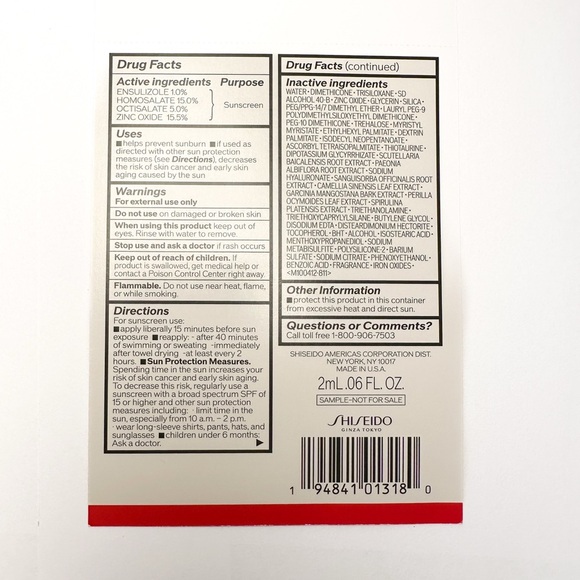 Drug Facts
Active ingredients Purpose
ENSULIZOLE 1.0%
HOMOSALATE 15.0%
OCTISALATE 5.0%
ZINC OXIDE 15.5%
Sunscreen
Uses
■ helps prevent sunburn ■ if used as
directed with other sun protection
measures (see Directions), decreases
the risk of skin cancer and early skin
aging caused by the sun
Warnings
For external use only
Do not use on damaged or broken skin
When using this product keep out of
eyes. Rinse with water to remove.
Stop use and ask a doctor if rash occurs
Keep out of reach of children. If
product is swallowed, get medical help or
contact a Poison Control Center right away.
Flammable. Do not use near heat, flame,
or while smoking.
Directions
For sunscreen use:
■ apply liberally 15 minutes before sun
exposure ■ reapply: - after 40 minutes
of swimming or sweating -immediately
after towel drying -at least every 2
hours. ■ Sun Protection Measures.
Spending time in the sun increases your
risk of skin cancer and early skin aging.
To decrease this risk, regularly use a
sunscreen with a broad spectrum SPF of
15 or higher and other sun protection
measures including: · limit time in the
sun, especially from 10 a.m. – 2 p.m.
· wear long-sleeve shirts, pants, hats, and
sunglasses ■ children under 6 months:
Ask a doctor. ▶
Drug Facts (continued)
Inactive ingredients
WATER · DIMETHICONE · TRISILOXANE · SD
ALCOHOL 40-B · ZINC OXIDE · GLYCERIN · SILICA ·
PEG/PPG-14/7 DIMETHYL ETHER · LAURYL PEG-9
POLYDIMETHYLSILOXYETHYL DIMETHICONE ·
PEG-10 DIMETHICONE · TREHALOSE · MYRISTYL
MYRISTATE · ETHYLHEXYL PALMITATE · DEXTRIN
PALMITATE · ISODECYL NEOPENTANOATE ·
ASCORBYL TETRAISOPALMITATE · THIOTAURINE ·
DIPOTASSIUM GLYCYRRHIZATE · SCUTELLARIA
BAICALENSIS ROOT EXTRACT · PAEONIA
ALBIFLORA ROOT EXTRACT · SODIUM
HYALURONATE · SANGUISORBA OFFICINALIS ROOT
EXTRACT · CAMELLIA SINENSIS LEAF EXTRACT ·
GARCINIA MANGOSTANA BARK EXTRACT · PERILLA
OCYMOIDES LEAF EXTRACT · SPIRULINA
PLATENSIS EXTRACT · TRIETHANOLAMINE ·
TRIETHOXYCAPRYLYLSILANE · BUTYLENE GLYCOL ·
DISODIUM EDTA · DISTEARDIMONIUM HECTORITE ·
TOCOPHEROL · BHT · ALCOHOL · ISOSTEARIC ACID ·
MENTHOXYPROPANEDIOL · SODIUM
METABISULFITE · POLYSILICONE-2 · BARIUM
SULFATE · SODIUM CITRATE · PHENOXYETHANOL ·
BENZOIC ACID · FRAGRANCE · IRON OXIDES ·
<M100412-811>
Other Information
■ protect this product in this container
from excessive heat and direct sun.
Questions or Comments?
Call toll free 1-800-906-7503
SHISEIDO AMERICAS CORPORATION DIST.
NEW YORK, NY 10017
MADE IN U.S.A.
2mL .06 FL. OZ.
SAMPLE-NOT FOR SALE
SHISEIDO
GINZA TOKYO
1 94841 01318 0